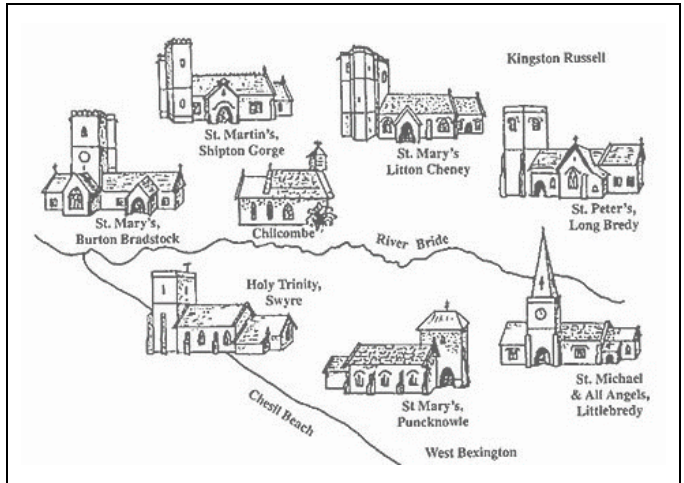 Kingston Russell
St. Martin's,
Shipton Gorge
St. Mary's
Litton Cheney
St. Peter's,
Long Bredy
St. Mary's,
Burton Bradstock
Chilcombe
River Bride
Holy Trinity,
Swyre
St. Michael
& All Angels,
Littlebredy
St Mary's,
Puncknowle
Chesil Beach
West Bexington